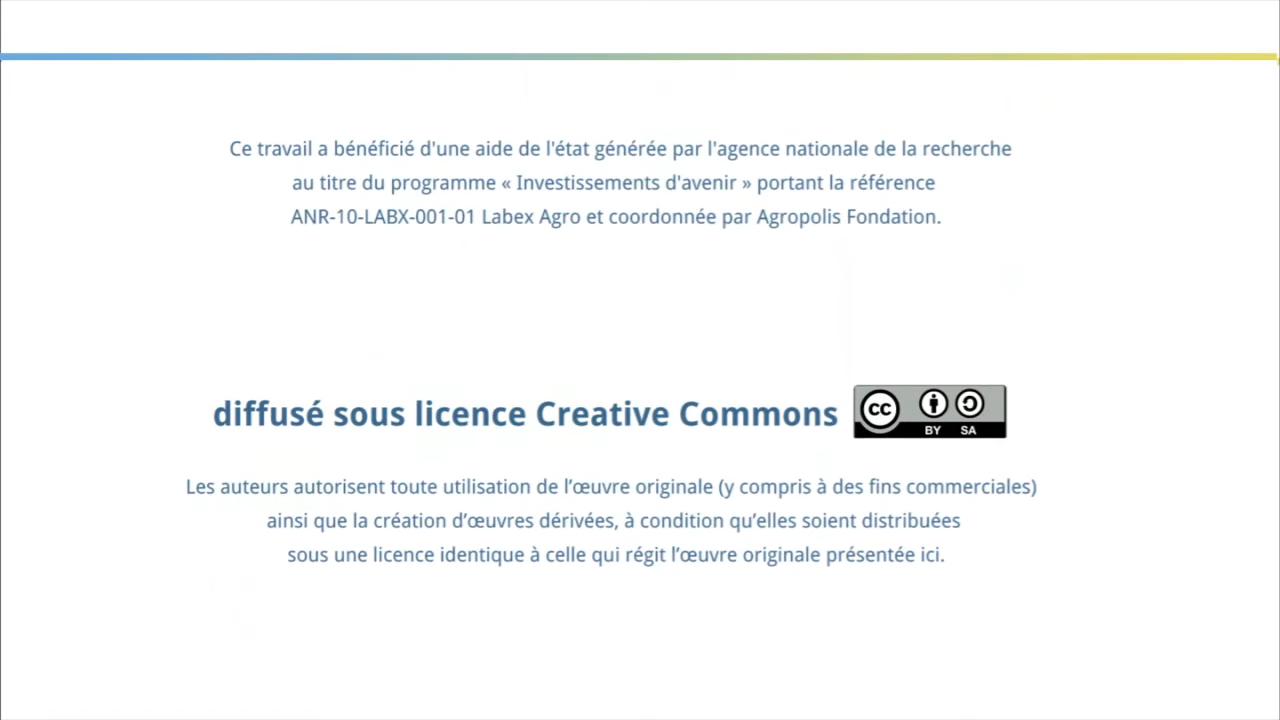 Ce travail a bénéficié d'une aide de l'état générée par l'agence nationale de la recherche
au titre du programme « Investissements d'avenir » portant la référence
ANR-10-LABX-001-01 Labex Agro et coordonnée par Agropolis Fondation.
diffusé sous licence Creative Commons
cc BY SA
Les auteurs autorisent toute utilisation de l’œuvre originale (y compris à des fins commerciales)
ainsi que la création d’œuvres dérivées, à condition qu’elles soient distribuées
sous une licence identique à celle qui régit l’œuvre originale présentée ici.